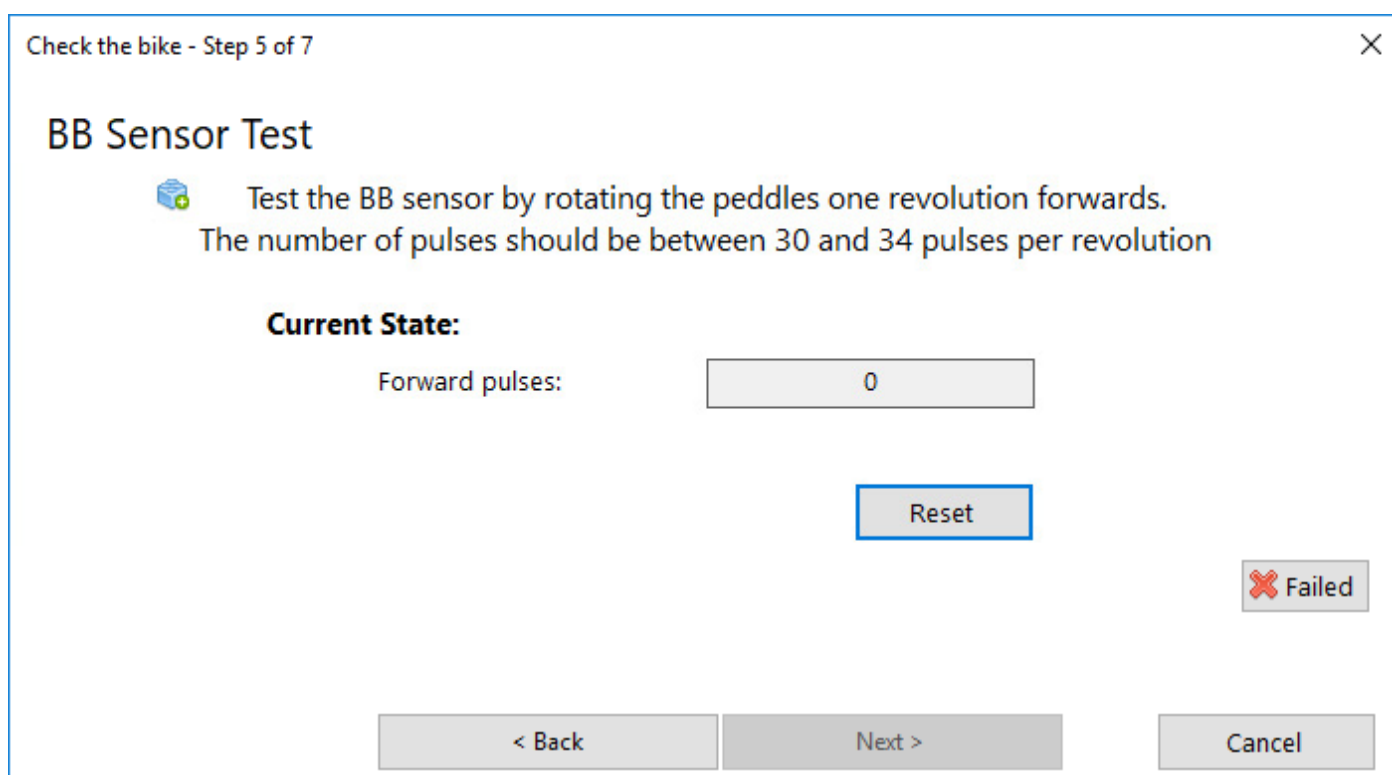 Check the bike - Step 5 of 7
BB Sensor Test
Test the BB sensor by rotating the peddles one revolution forwards.
The number of pulses should be between 30 and 34 pulses per revolution
Current State:
Forward pulses: 0
Reset
Failed
< Back Next > Cancel